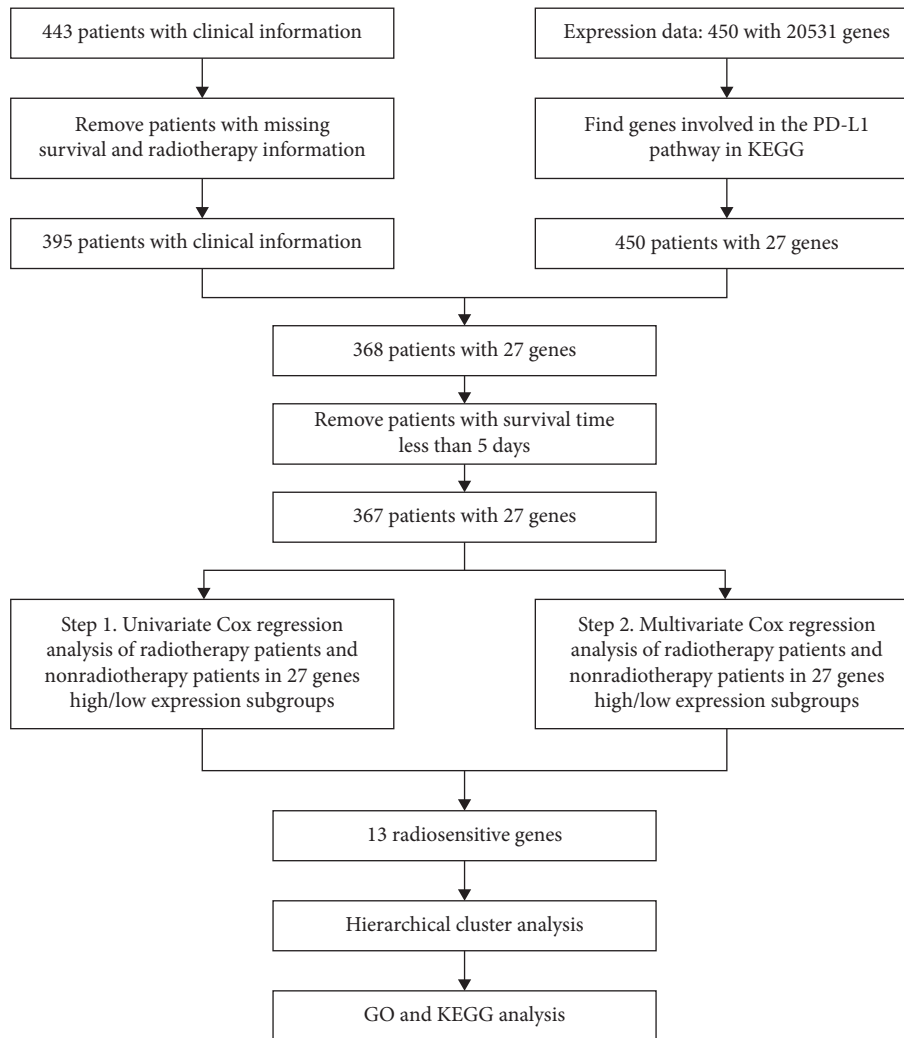 443 patients with clinical information
Expression data: 450 with 20531 genes
Remove patients with missing
survival and radiotherapy information
Find genes involved in the PD-L1
pathway in KEGG
395 patients with clinical information
450 patients with 27 genes
368 patients with 27 genes
Remove patients with survival time
less than 5 days
367 patients with 27 genes
Step 1. Univariate Cox regression
analysis of radiotherapy patients and
nonradiotherapy patients in 27 genes
high/low expression subgroups
Step 2. Multivariate Cox regression
analysis of radiotherapy patients and
nonradiotherapy patients in 27 genes
high/low expression subgroups
13 radiosensitive genes
Hierarchical cluster analysis
GO and KEGG analysis